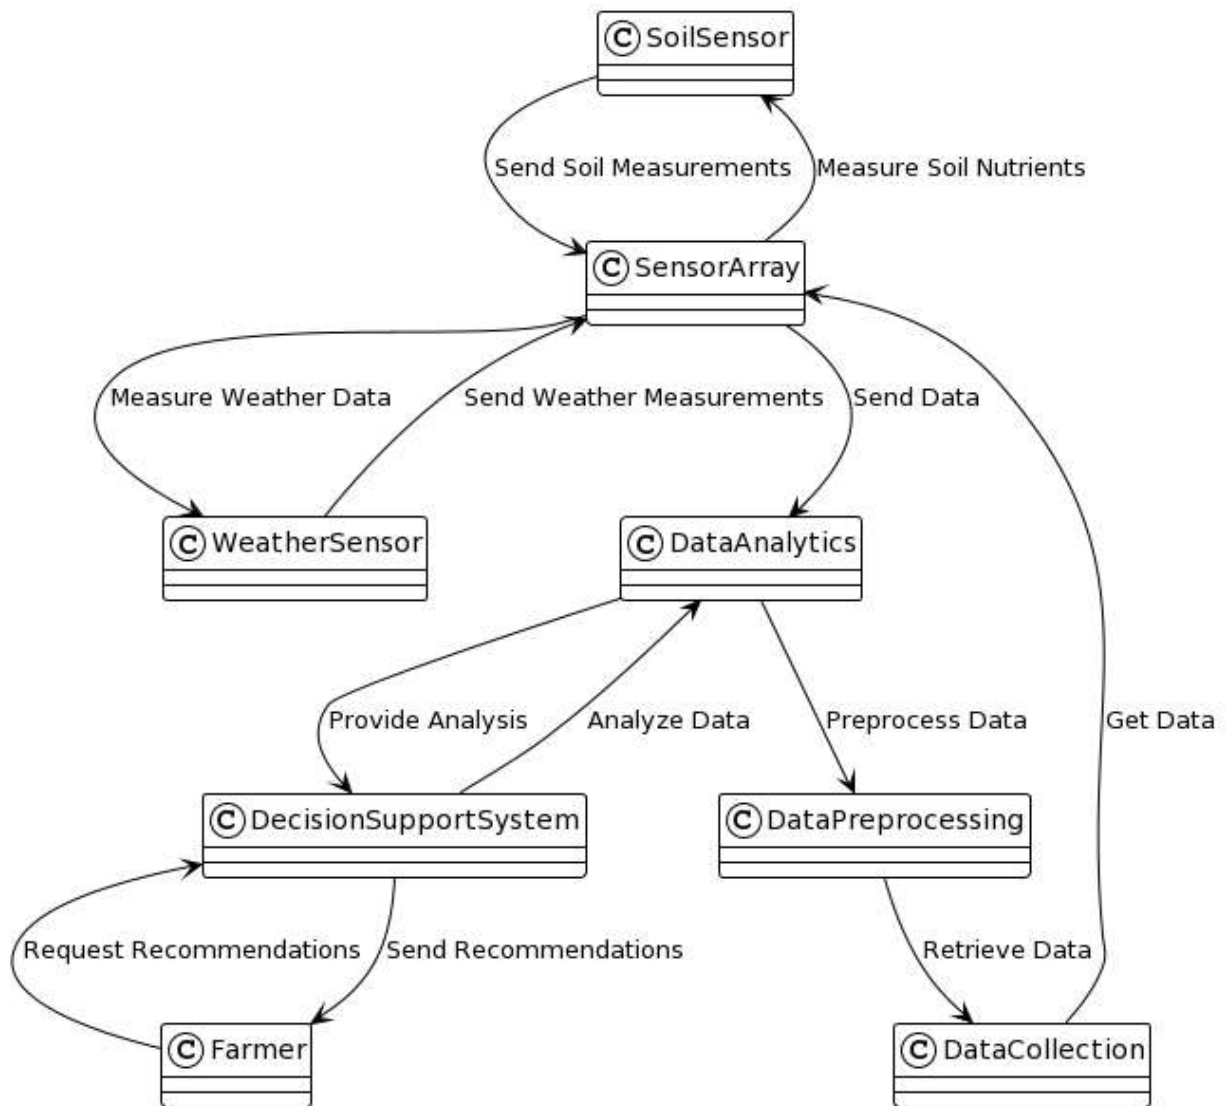 C SoilSensor
Send Soil Measurements
Measure Soil Nutrients
C SensorArray
Measure Weather Data
Send Weather Measurements
Send Data
C WeatherSensor
C DataAnalytics
Provide Analysis
Analyze Data
Preprocess Data
Get Data
C DecisionSupportSystem
C DataPreprocessing
Request Recommendations
Send Recommendations
Retrieve Data
C Farmer
C DataCollection